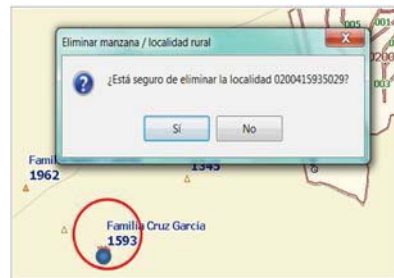 Eliminar manzana / localidad rural
¿Está seguro de eliminar la localidad 0200415935029?
Sí
No
005
0014
003
1962
1345
Familia Cruz García
1593